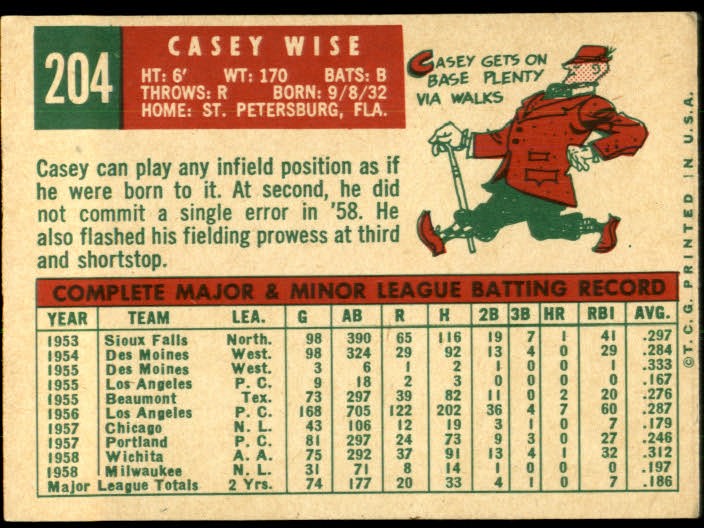 204
CASEY WISE
HT: 6' WT: 170 BATS: B
THROWS: R BORN: 9/8/32
HOME: ST. PETERSBURG, FLA.
CASEY GETS ON
BASE PLENTY
VIA WALKS
Casey can play any infield position as if
he were born to it. At second, he did
not commit a single error in '58. He
also flashed his fielding prowess at third
and shortstop.
COMPLETE MAJOR & MINOR LEAGUE BATTING RECORD
YEAR TEAM LEA. G AB R H 2B 3B HR RBI AVG.
1953 Sioux Falls North. 98 390 65 116 19 7 1 41 .297
1954 Des Moines West. 98 324 29 92 13 4 0 29 .284
1955 Des Moines West. 3 6 1 2 0 0 0 1 .333
1955 Los Angeles P. C. 9 18 2 3 0 0 0 0 .167
1955 Beaumont Tex. 73 297 39 82 11 0 2 20 .276
1956 Los Angeles P. C. 168 705 122 202 36 4 7 60 .287
1957 Chicago N. L. 43 106 12 19 3 1 0 7 .179
1957 Portland P. C. 81 297 24 73 9 3 0 27 .246
1958 Wichita A. A. 75 292 37 91 13 4 1 32 .312
1958 Milwaukee N. L. 31 71 8 14 1 0 0 0 .197
Major League Totals 2 Yrs. 74 177 20 33 4 1 0 7 .186
©T.C.G. PRINTED IN U.S.A.